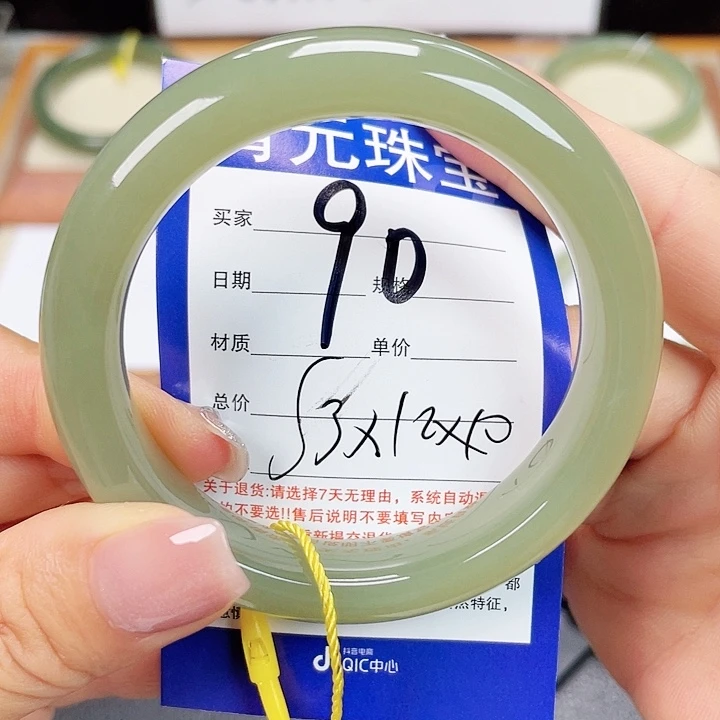 元珠宝
买家
90
日期 规格
材质 单价
总价
53x12x10
关于退货:请选择7天无理由，系统自动退
的不要选!!售后说明不要填写内
都
然特征，
抖音电商
QIC中心